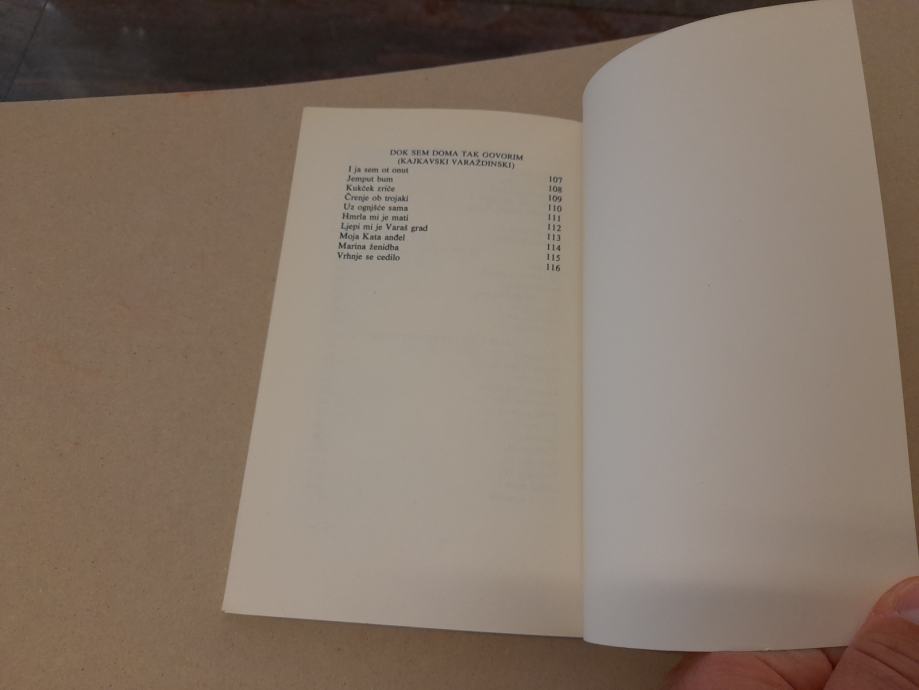 DOK SEM DOMA TAK GOVORIM
(KAJKAVSKI VARAŽDINSKI)
I ja sem ot onut 107
Jemput bum 108
Kukček zriče 109
Črenje ob trojaki 110
Uz ognjišće sama 111
Hmrla mi je mati 112
Ljepi mi je Varaš grad 113
Moja Kata anđel 114
Marina ženidba 115
Vrhnje se cedilo 116